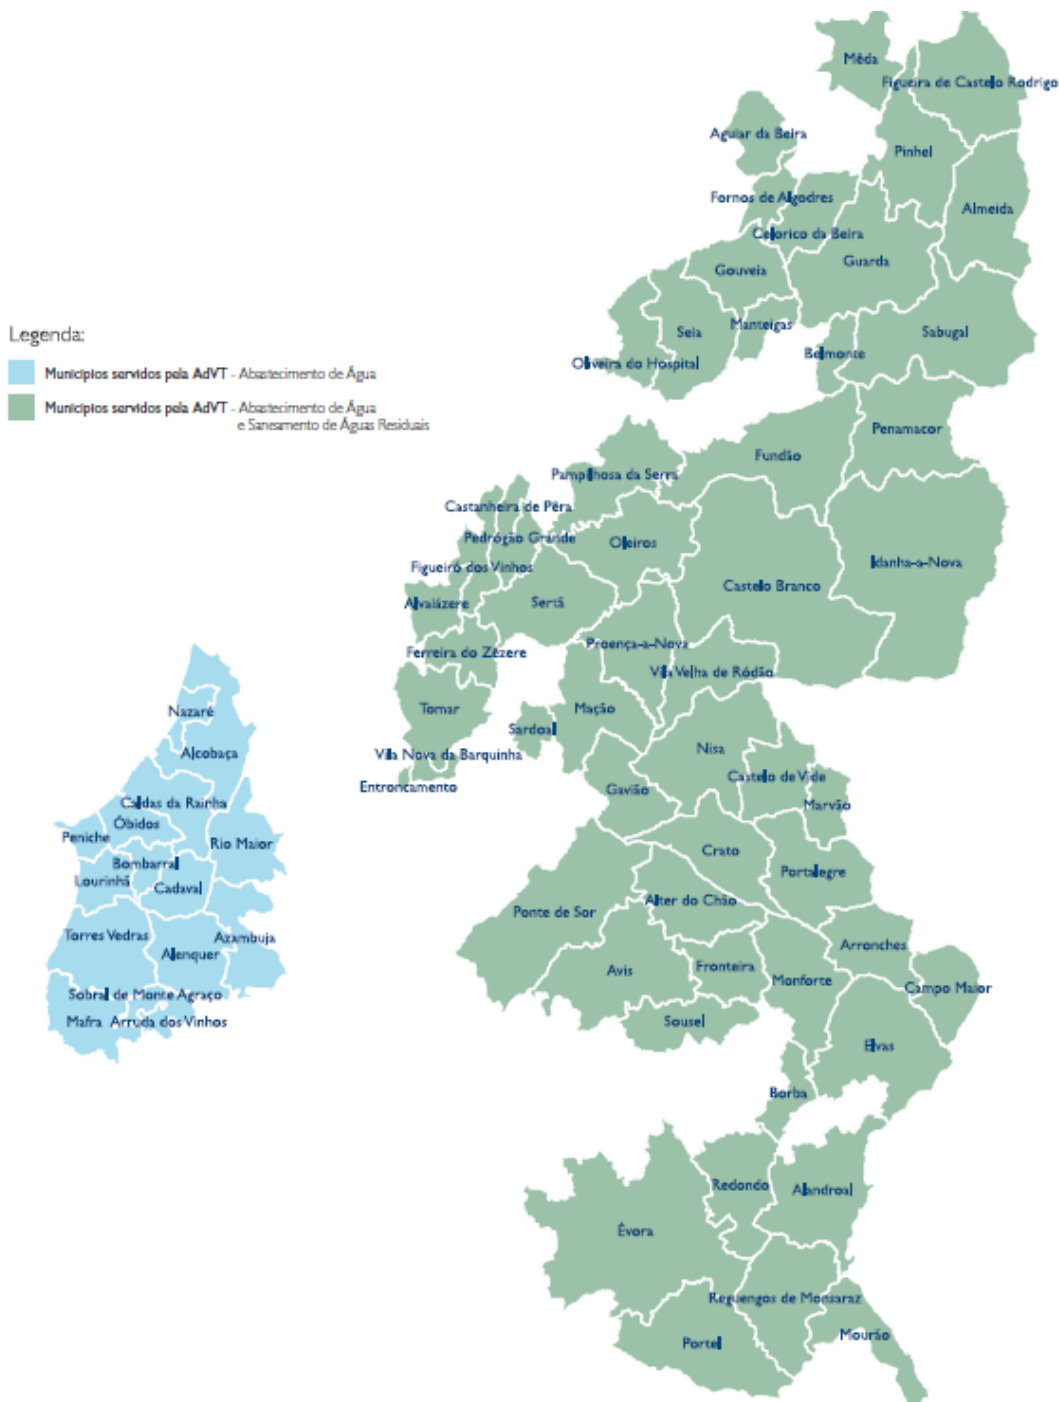 Mêda
Figueira de Castelo Rodrigo
Aguiar da Beira
Pinhel
Fornos de Algodres
Almeida
Celorico da Beira
Guarda
Gouveia
Manteigas
Seia
Sabugal
Legenda:
Belmonte
Oliveira do Hospital
Municípios servidos pela AdVT - Abastecimento de Água
Municípios servidos pela AdVT - Abastecimento de Água
e Saneamento de Águas Residuais
Penamacor
Fundão
Pampilhosa da Serra
Castanheira de Pêra
Pedrógão Grande
Oleiros
Idanha-a-Nova
Figueiró dos Vinhos
Castelo Branco
Alvaiázere
Sertã
Proença-a-Nova
Ferreira do Zêzere
Vila Velha de Ródão
Tomar
Mação
Nazaré
Sardoal
Alcobaça
Nisa
Vila Nova da Barquinha
Castelo de Vide
Entroncamento
Gavião
Marvão
Caldas da Rainha
Óbidos
Peniche
Rio Maior
Crato
Bombarral
Portalegre
Lourinhã
Cadaval
Alter do Chão
Ponte de Sor
Torres Vedras
Azambuja
Arronches
Alenquer
Avis
Fronteira
Monforte
Campo Maior
Sobral de Monte Agraço
Mafra
Arruda dos Vinhos
Sousel
Elvas
Borba
Redondo
Alandroal
Évora
Reguengos de Monsaraz
Mourão
Portel